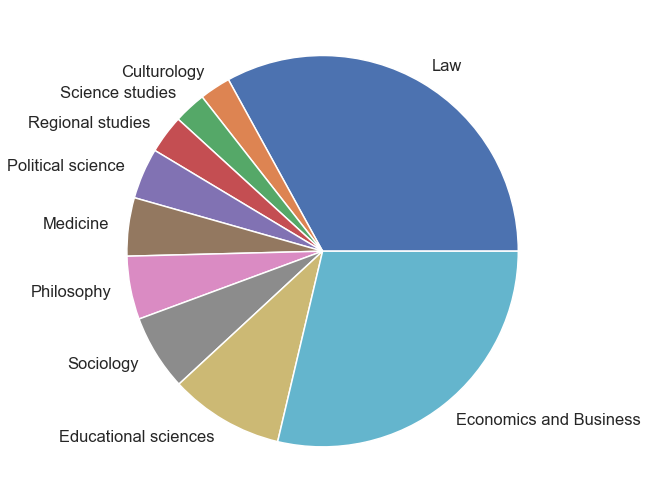 Law
Culturology
Science studies
Regional studies
Political science
Medicine
Philosophy
Sociology
Educational sciences
Economics and Business